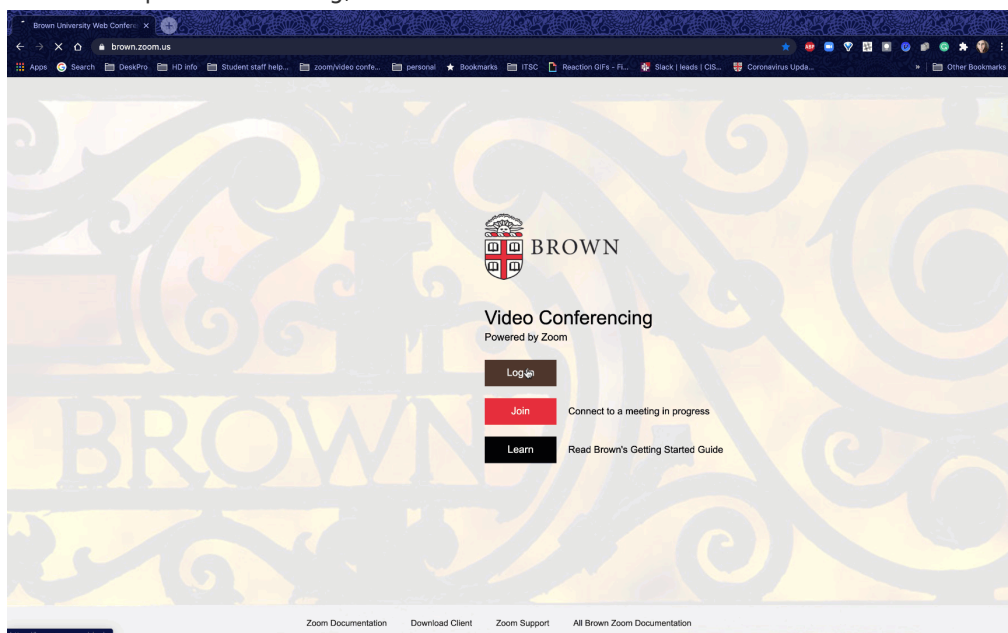 Brown University Web Confere
brown.zoom.us
ABP
Apps Search DeskPro HD info Student staff help... zoom/video confe... personal Bookmarks ITSC Reaction GIFs - Fi... Slack | leads | CIS... Coronavirus Upda... » Other Bookmarks
BROWN
Video Conferencing
Powered by Zoom
Log in
Join Connect to a meeting in progress
Learn Read Brown's Getting Started Guide
BROWN
Zoom Documentation Download Client Zoom Support All Brown Zoom Documentation